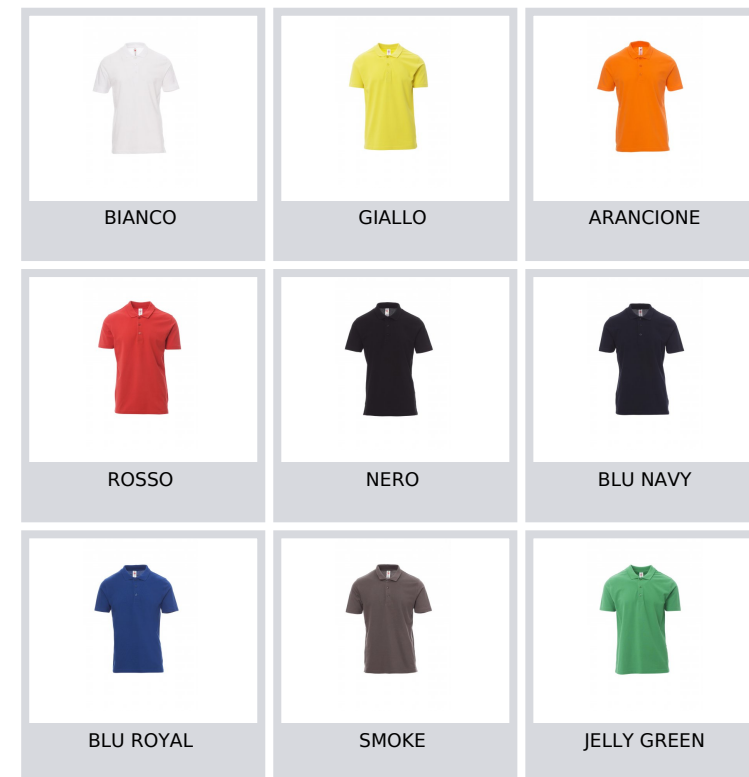 BIANCO
GIALLO
ARANCIONE
ROSSO
NERO
BLU NAVY
BLU ROYAL
SMOKE
JELLY GREEN